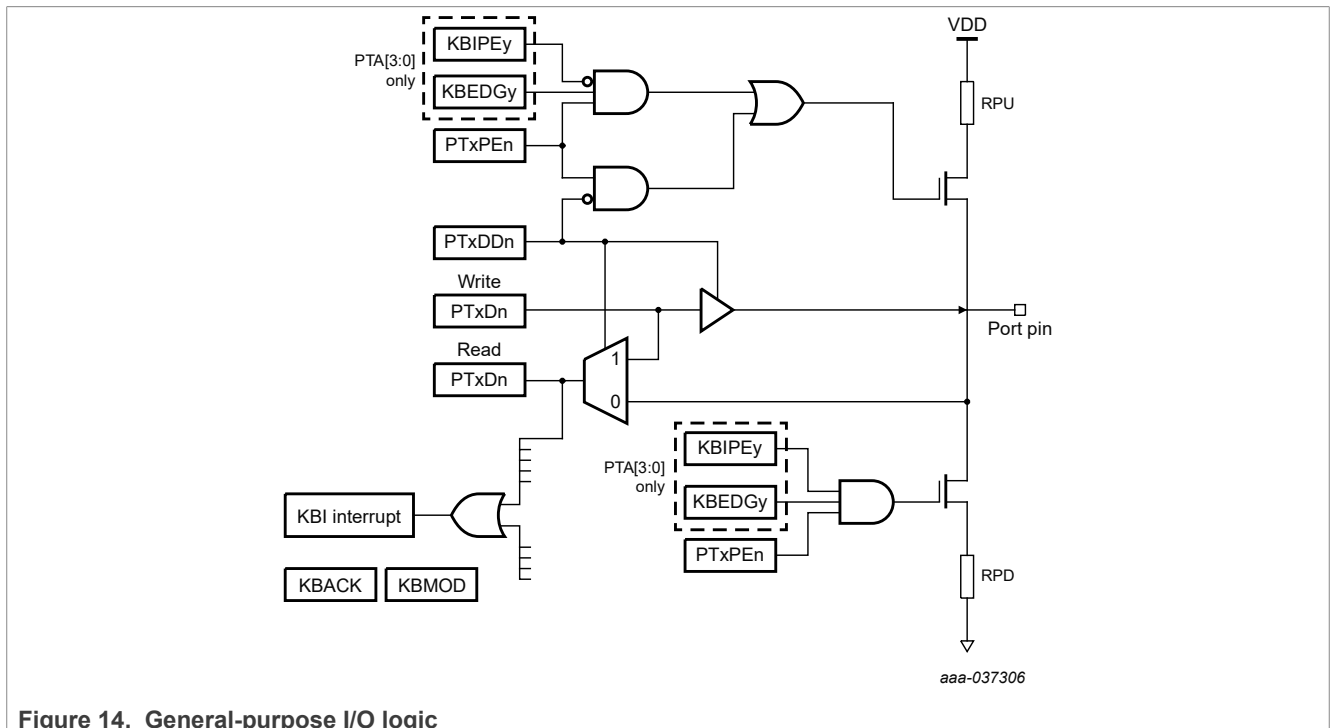 VDD
KBIPEy
PTA[3:0]
only
KBEDGy
RPU
PTxPEn
PTxDDn
Write
PTxDn
Port pin
Read
1
PTxDn
0
KBIPEy
PTA[3:0]
only
KBEDGy
KBI interrupt
PTxPEn
RPD
KBACK
KBMOD
aaa-037306
Figure 14. General-purpose I/O logic